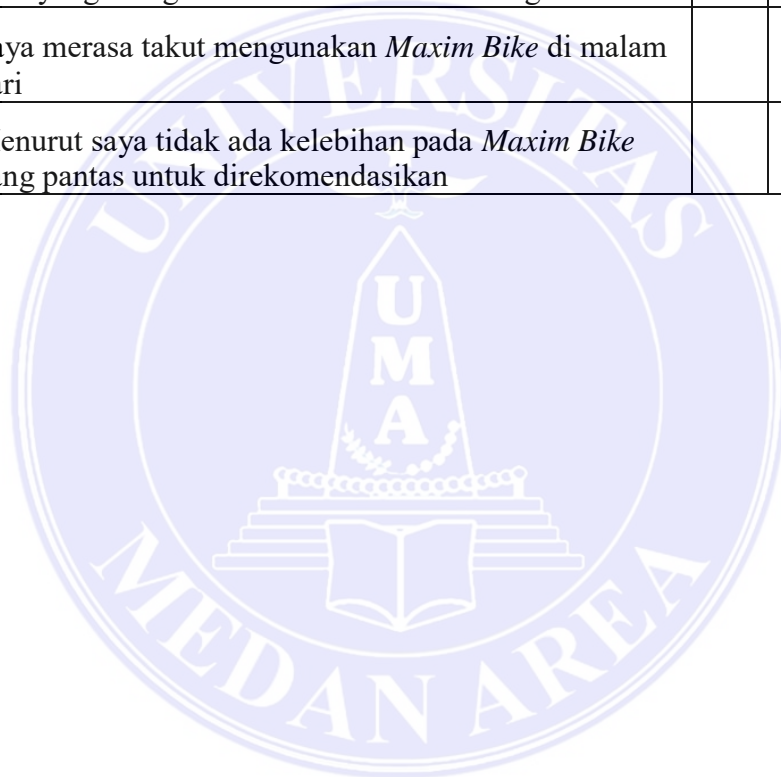 aya merasa takut mengunakan Maxim Bike di malam
ari
enurut saya tidak ada kelebihan pada Maxim Bike
ang pantas untuk direkomendasikan
UNIVERSITAS
U
M
A
MEDAN AREA